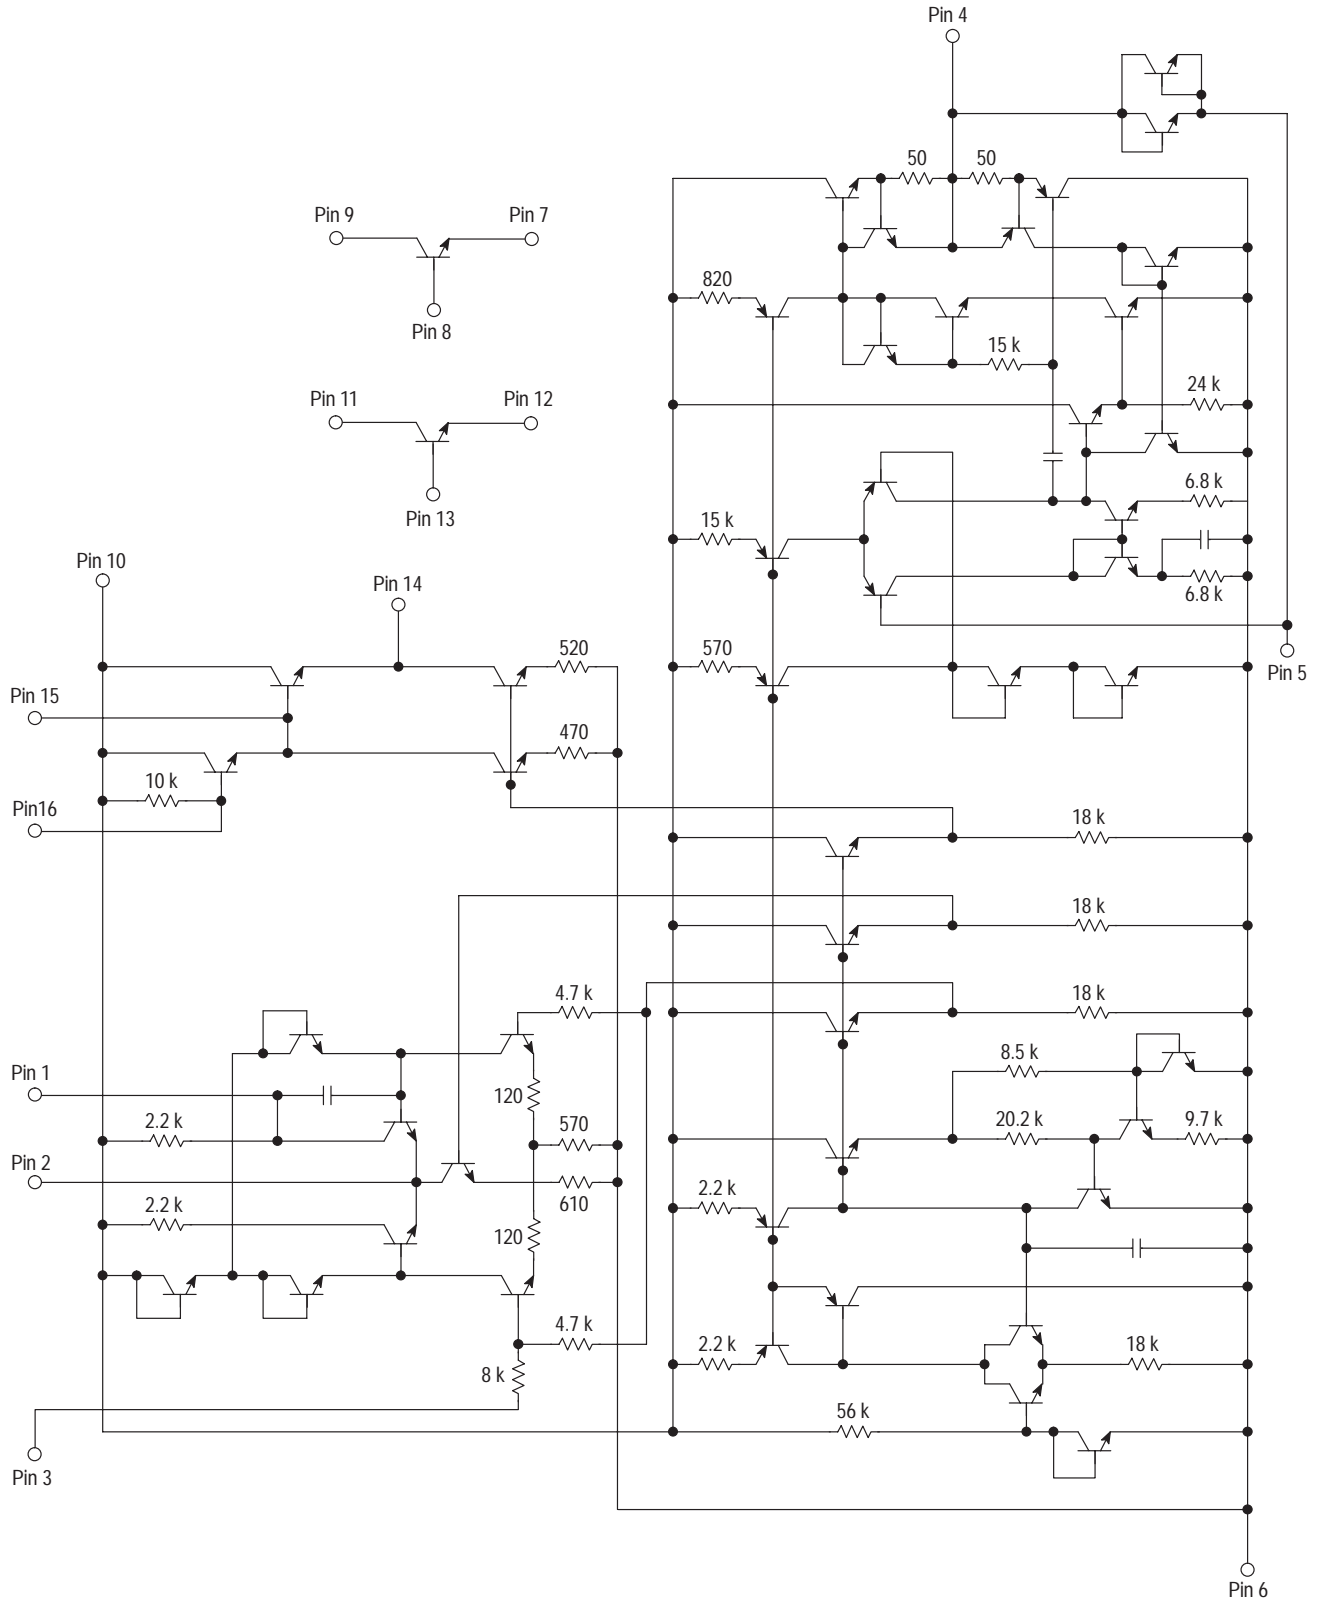 Pin 4
50 50
Pin 9 Pin 7
820
Pin 8
15 k
24 k
Pin 11 Pin 12
6.8 k
Pin 13
15 k
Pin 10
Pin 14
6.8 k
520
570
Pin 5
Pin 15
470
10 k
Pin16
18 k
18 k
4.7 k
18 k
8.5 k
Pin 1
120
2.2 k
570
20.2 k
9.7 k
Pin 2
2.2 k
610
2.2 k
120
4.7 k
2.2 k
18 k
8 k
56 k
Pin 3
Pin 6